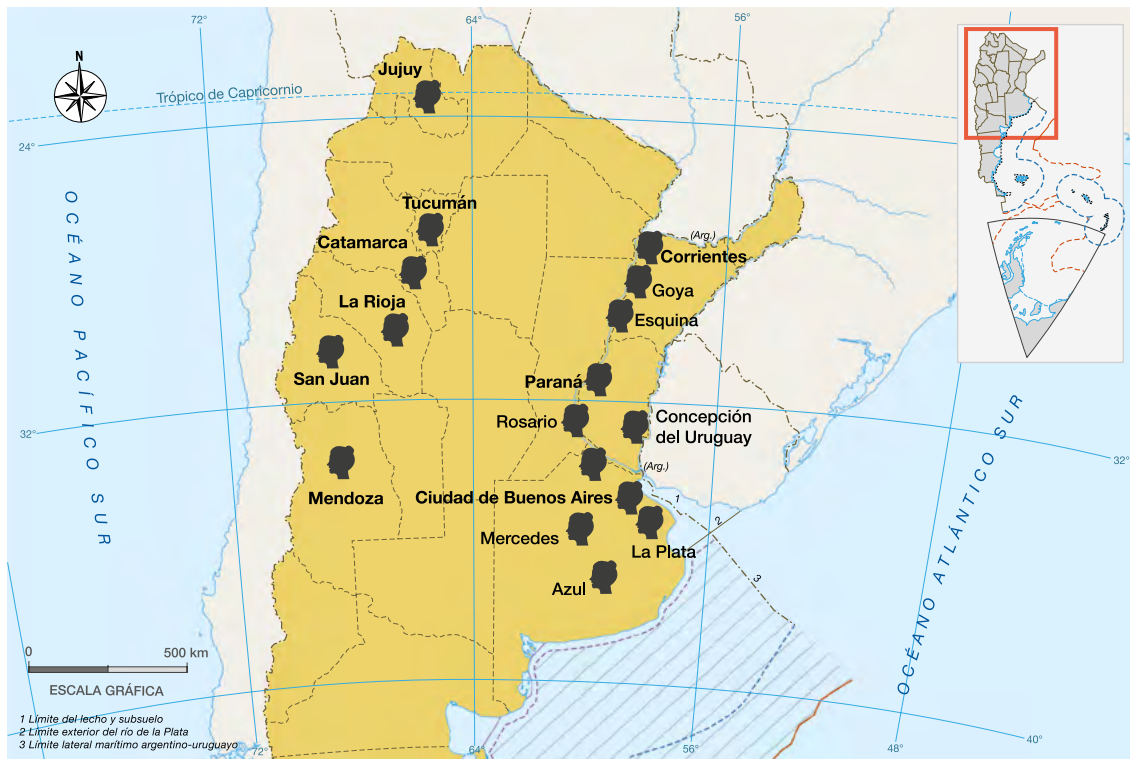 72°
64°
56°
N
Jujuy
Trópico de Capricornio
24°
OCÉANO PACÍFICO SUR
Tucumán
Catamarca
(Arg.)
Corrientes
Goya
La Rioja
Esquina
San Juan
Paraná
Rosario
Concepción
del Uruguay
32°
32°
Mendoza
(Arg.)
Ciudad de Buenos Aires
1
2
Mercedes
La Plata
3
Azul
OCÉANO ATLÁNTICO SUR
0 500 km
ESCALA GRÁFICA
1 Límite del lecho y subsuelo
2 Límite exterior del río de la Plata
3 Límite lateral marítimo argentino-uruguayo
72°
64°
56°
48°
40°